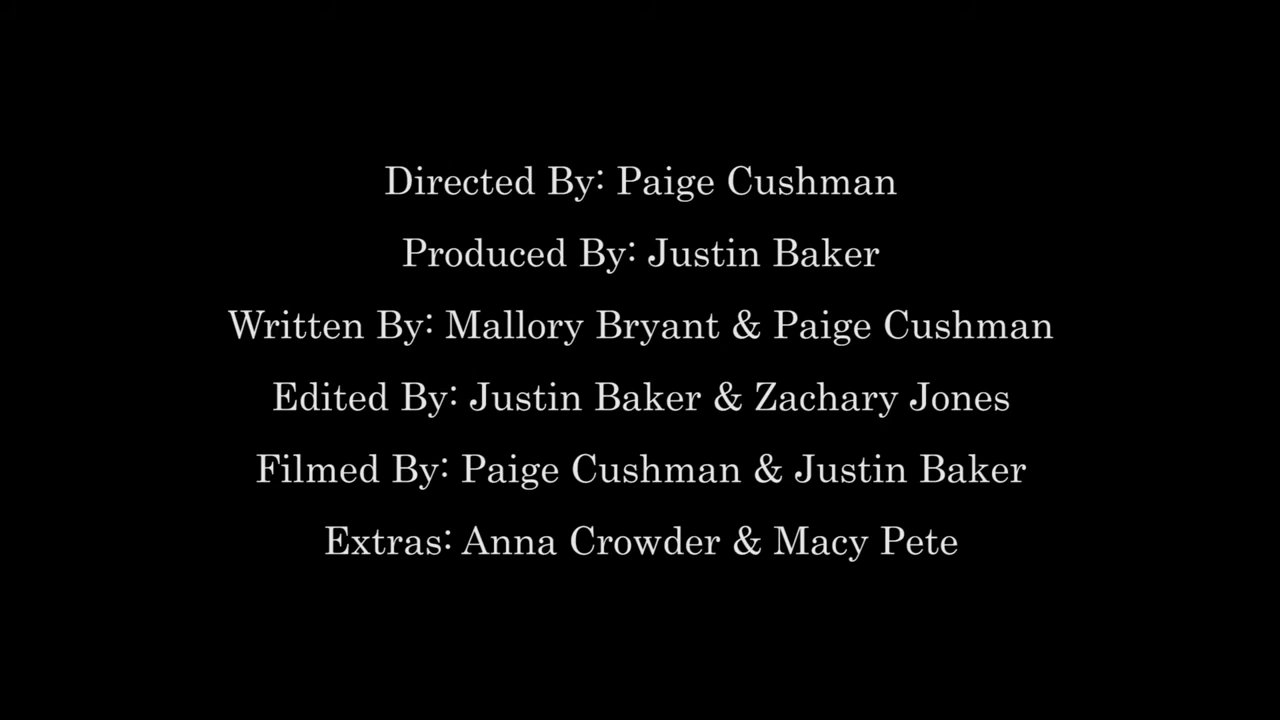 Directed By: Paige Cushman
Produced By: Justin Baker
Written By: Mallory Bryant & Paige Cushman
Edited By: Justin Baker & Zachary Jones
Filmed By: Paige Cushman & Justin Baker
Extras: Anna Crowder & Macy Pete